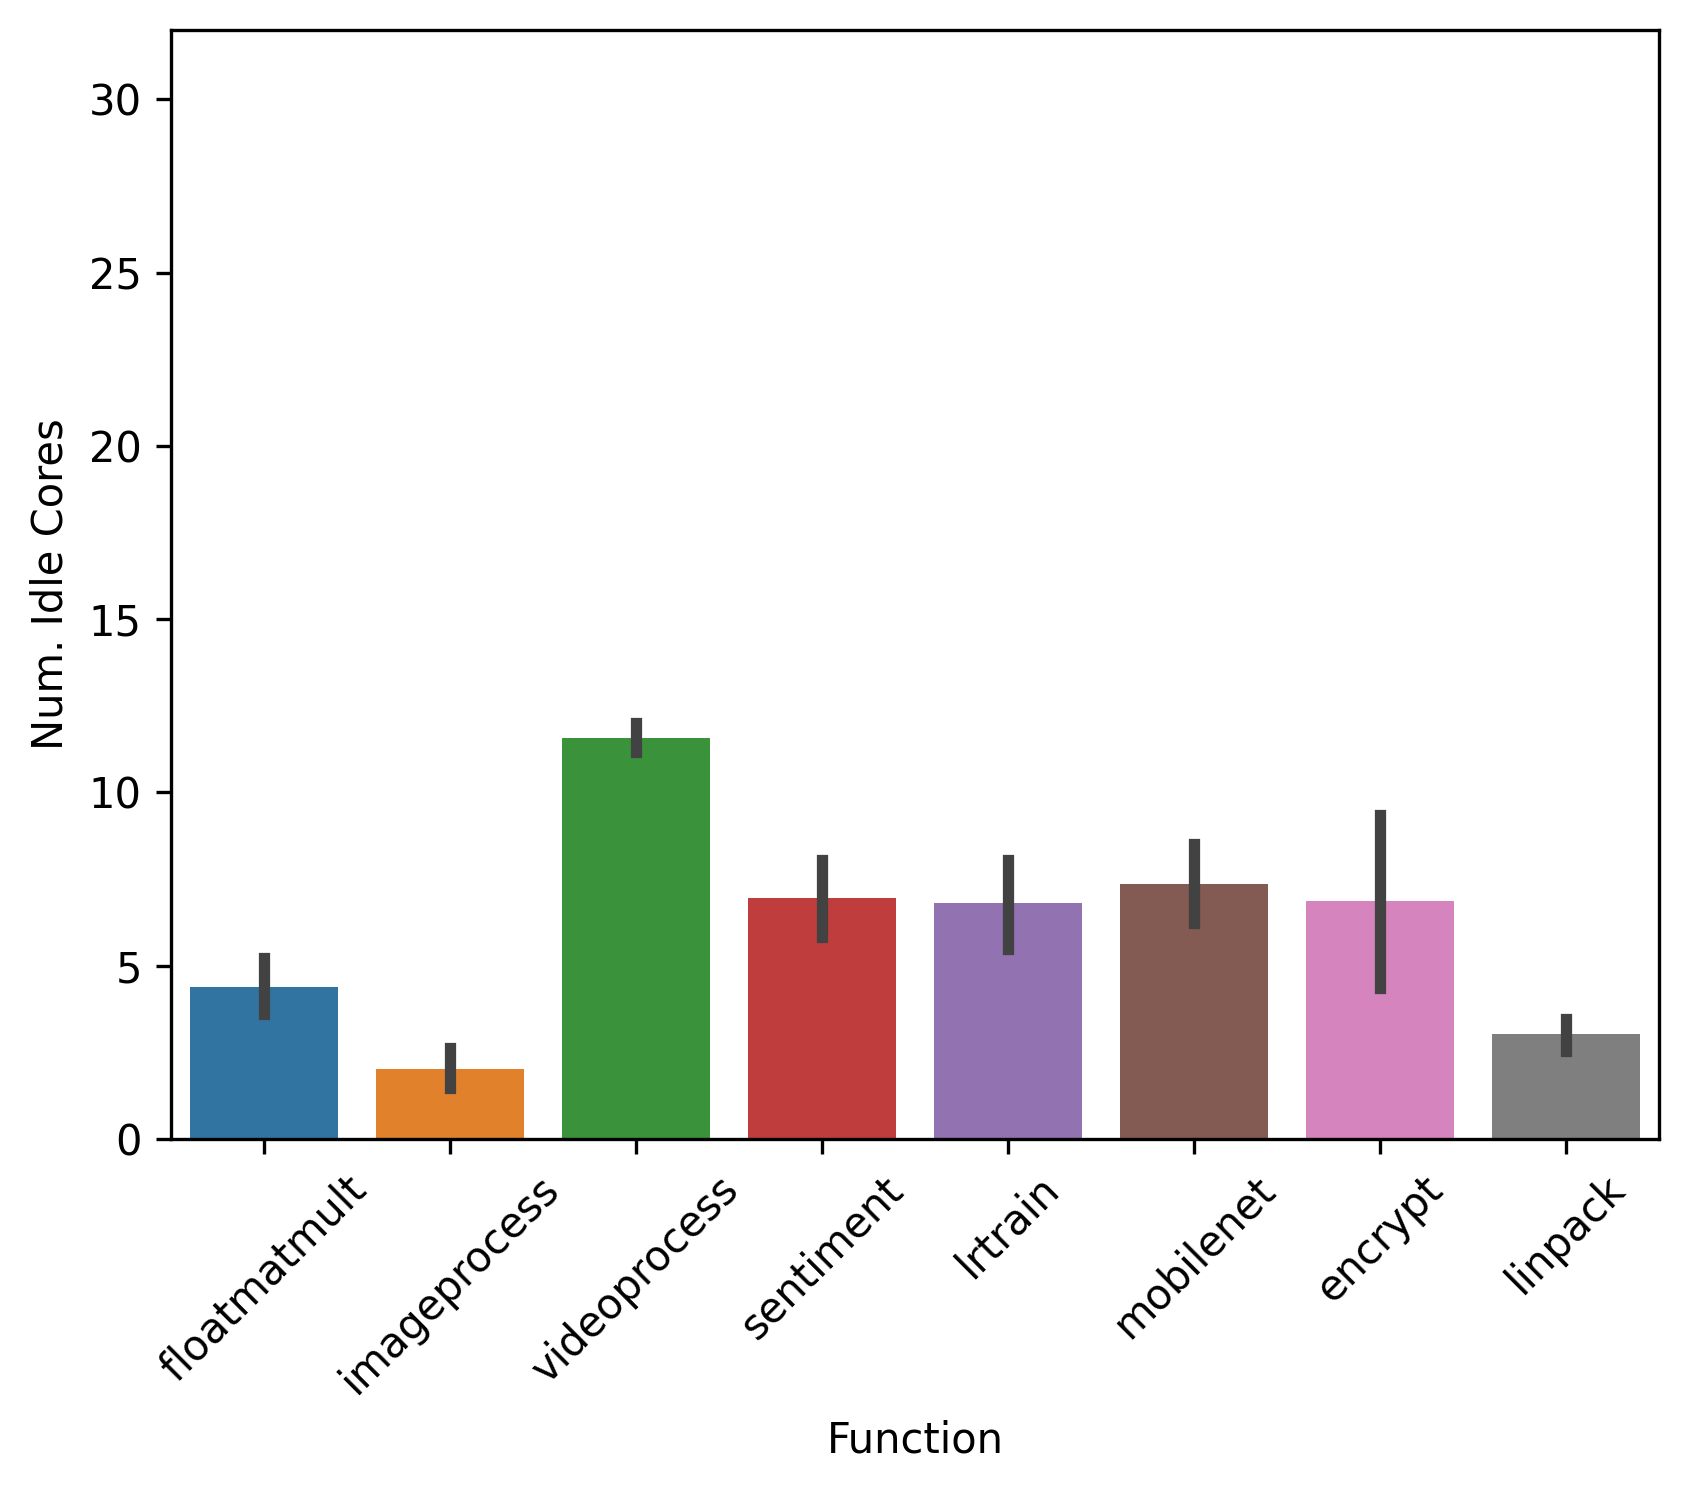 30
25
20
15
10
5
0
Num. Idle Cores
floatmatmult
imageprocess
videoprocess
sentiment
lrtrain
mobilenet
encrypt
linpack
Function